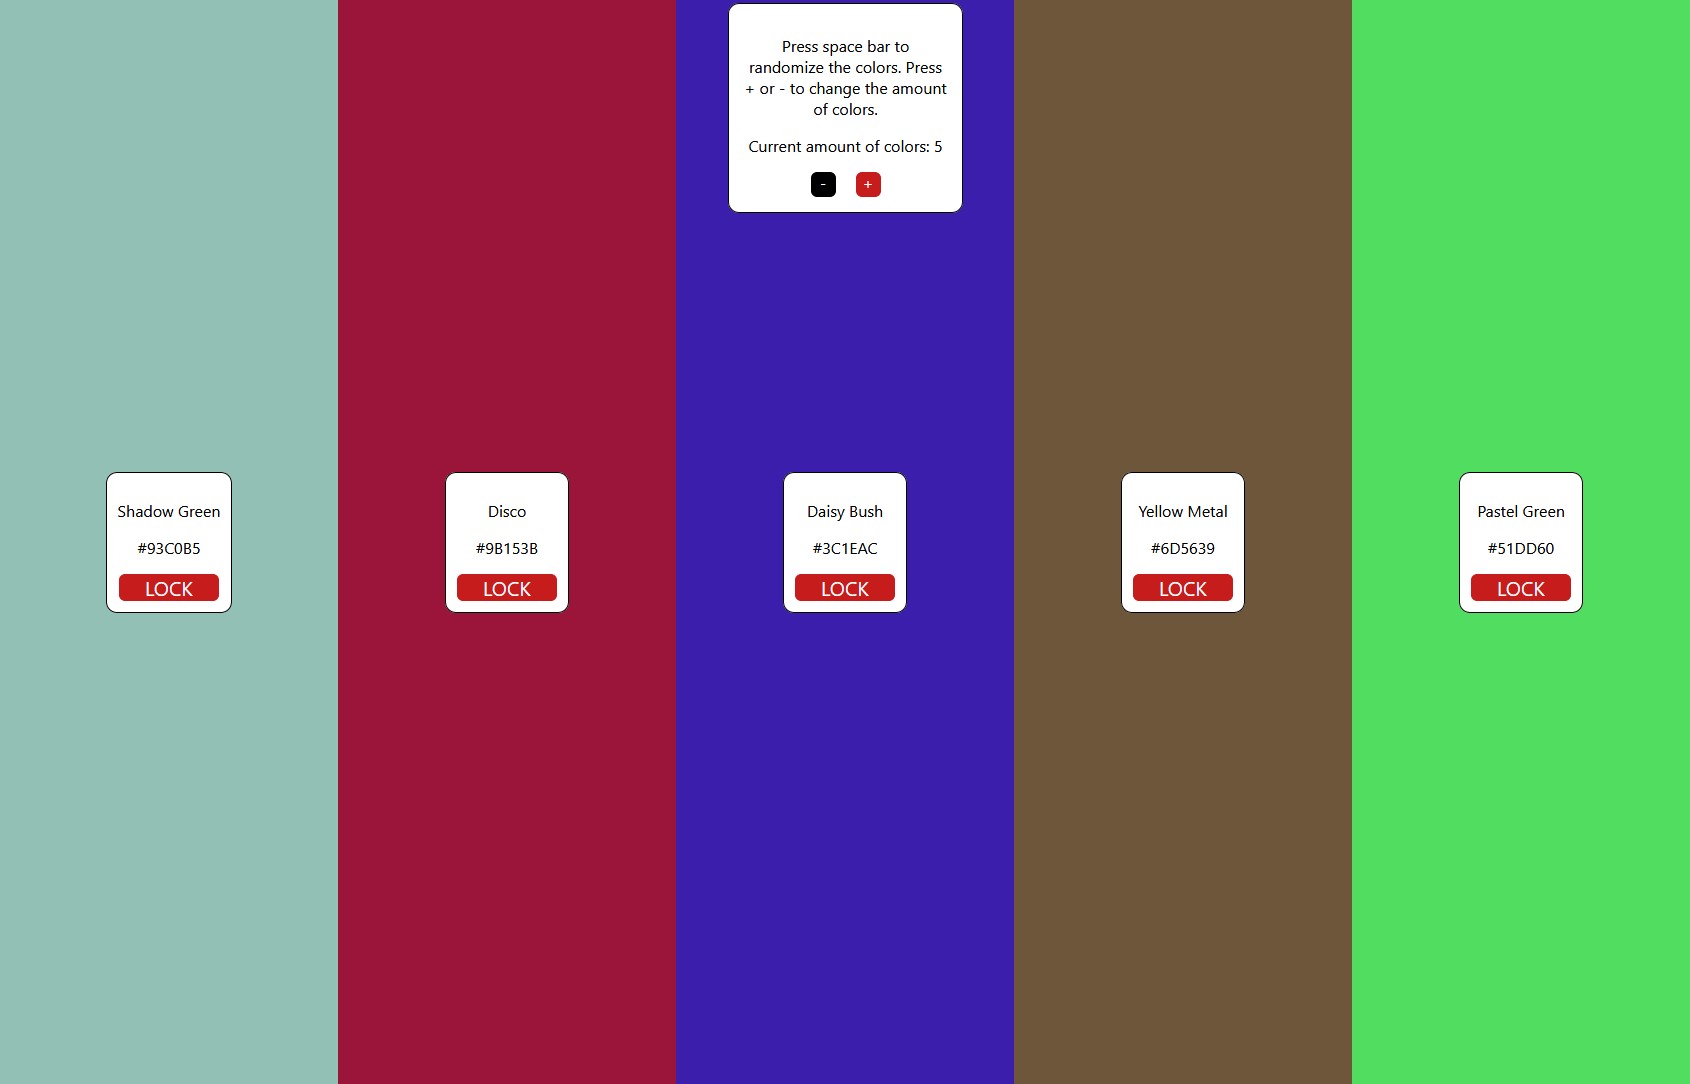 Press space bar to
randomize the colors. Press
+ or - to change the amount
of colors.
Current amount of colors: 5
- +
Shadow Green
#93C0B5
LOCK
Disco
#9B153B
LOCK
Daisy Bush
#3C1EAC
LOCK
Yellow Metal
#6D5639
LOCK
Pastel Green
#51DD60
LOCK